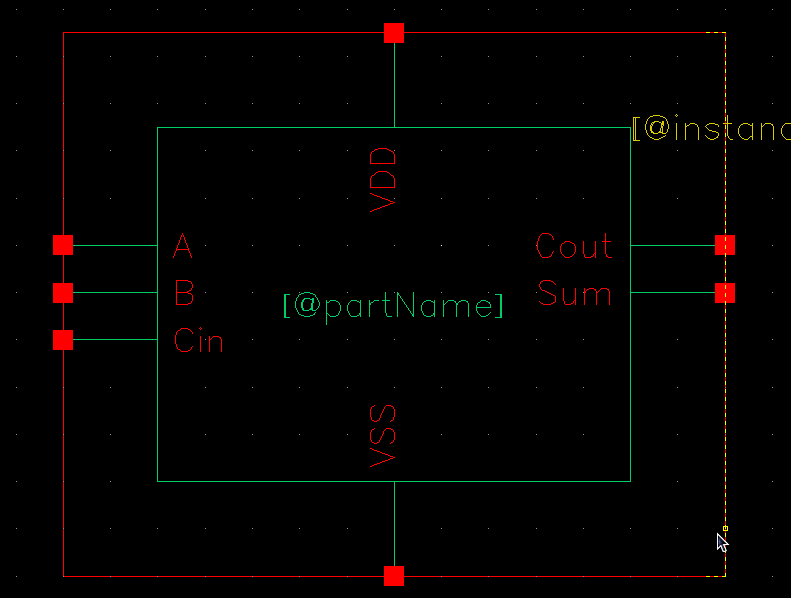 VDD
[@instanc
A
Cout
B
Sum
[@partName]
Cin
VSS